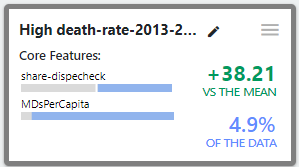 High death-rate-2013-2...
Core Features:
share-dispecheck
MDsPerCapita
+38.21
VS THE MEAN
4.9%
OF THE DATA